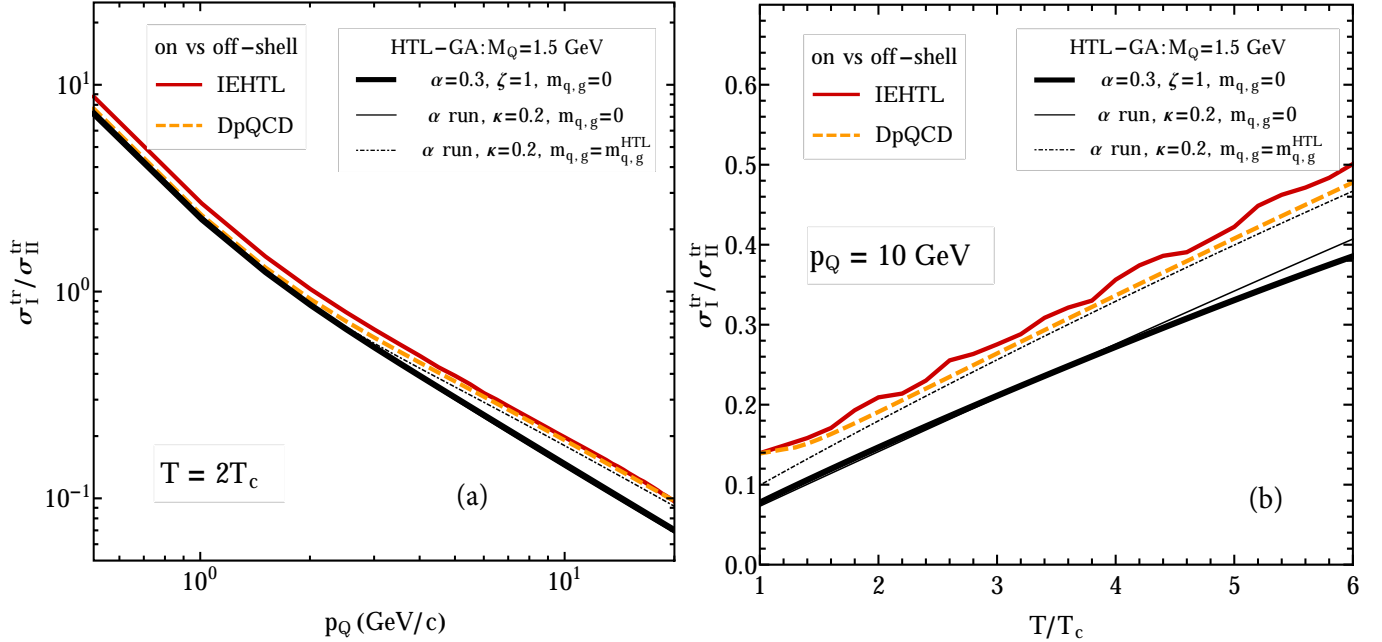 on vs off-shell
IEHTL
DpQCD
HTL-GA:M_Q=1.5 GeV
α=0.3, ζ=1, m_q,g=0
α run, κ=0.2, m_q,g=0
α run, κ=0.2, m_q,g=m_q,g^HTL
10^1
10^0
10^-1
σ_I^tr/σ_II^tr
T = 2T_c
(a)
10^0
10^1
p_Q (GeV/c)
on vs off-shell
IEHTL
DpQCD
HTL-GA:M_Q=1.5 GeV
α=0.3, ζ=1, m_q,g=0
α run, κ=0.2, m_q,g=0
α run, κ=0.2, m_q,g=m_q,g^HTL
0.6
0.5
0.4
0.3
0.2
0.1
0.0
σ_I^tr/σ_II^tr
p_Q = 10 GeV
(b)
1
2
3
4
5
6
T/T_c